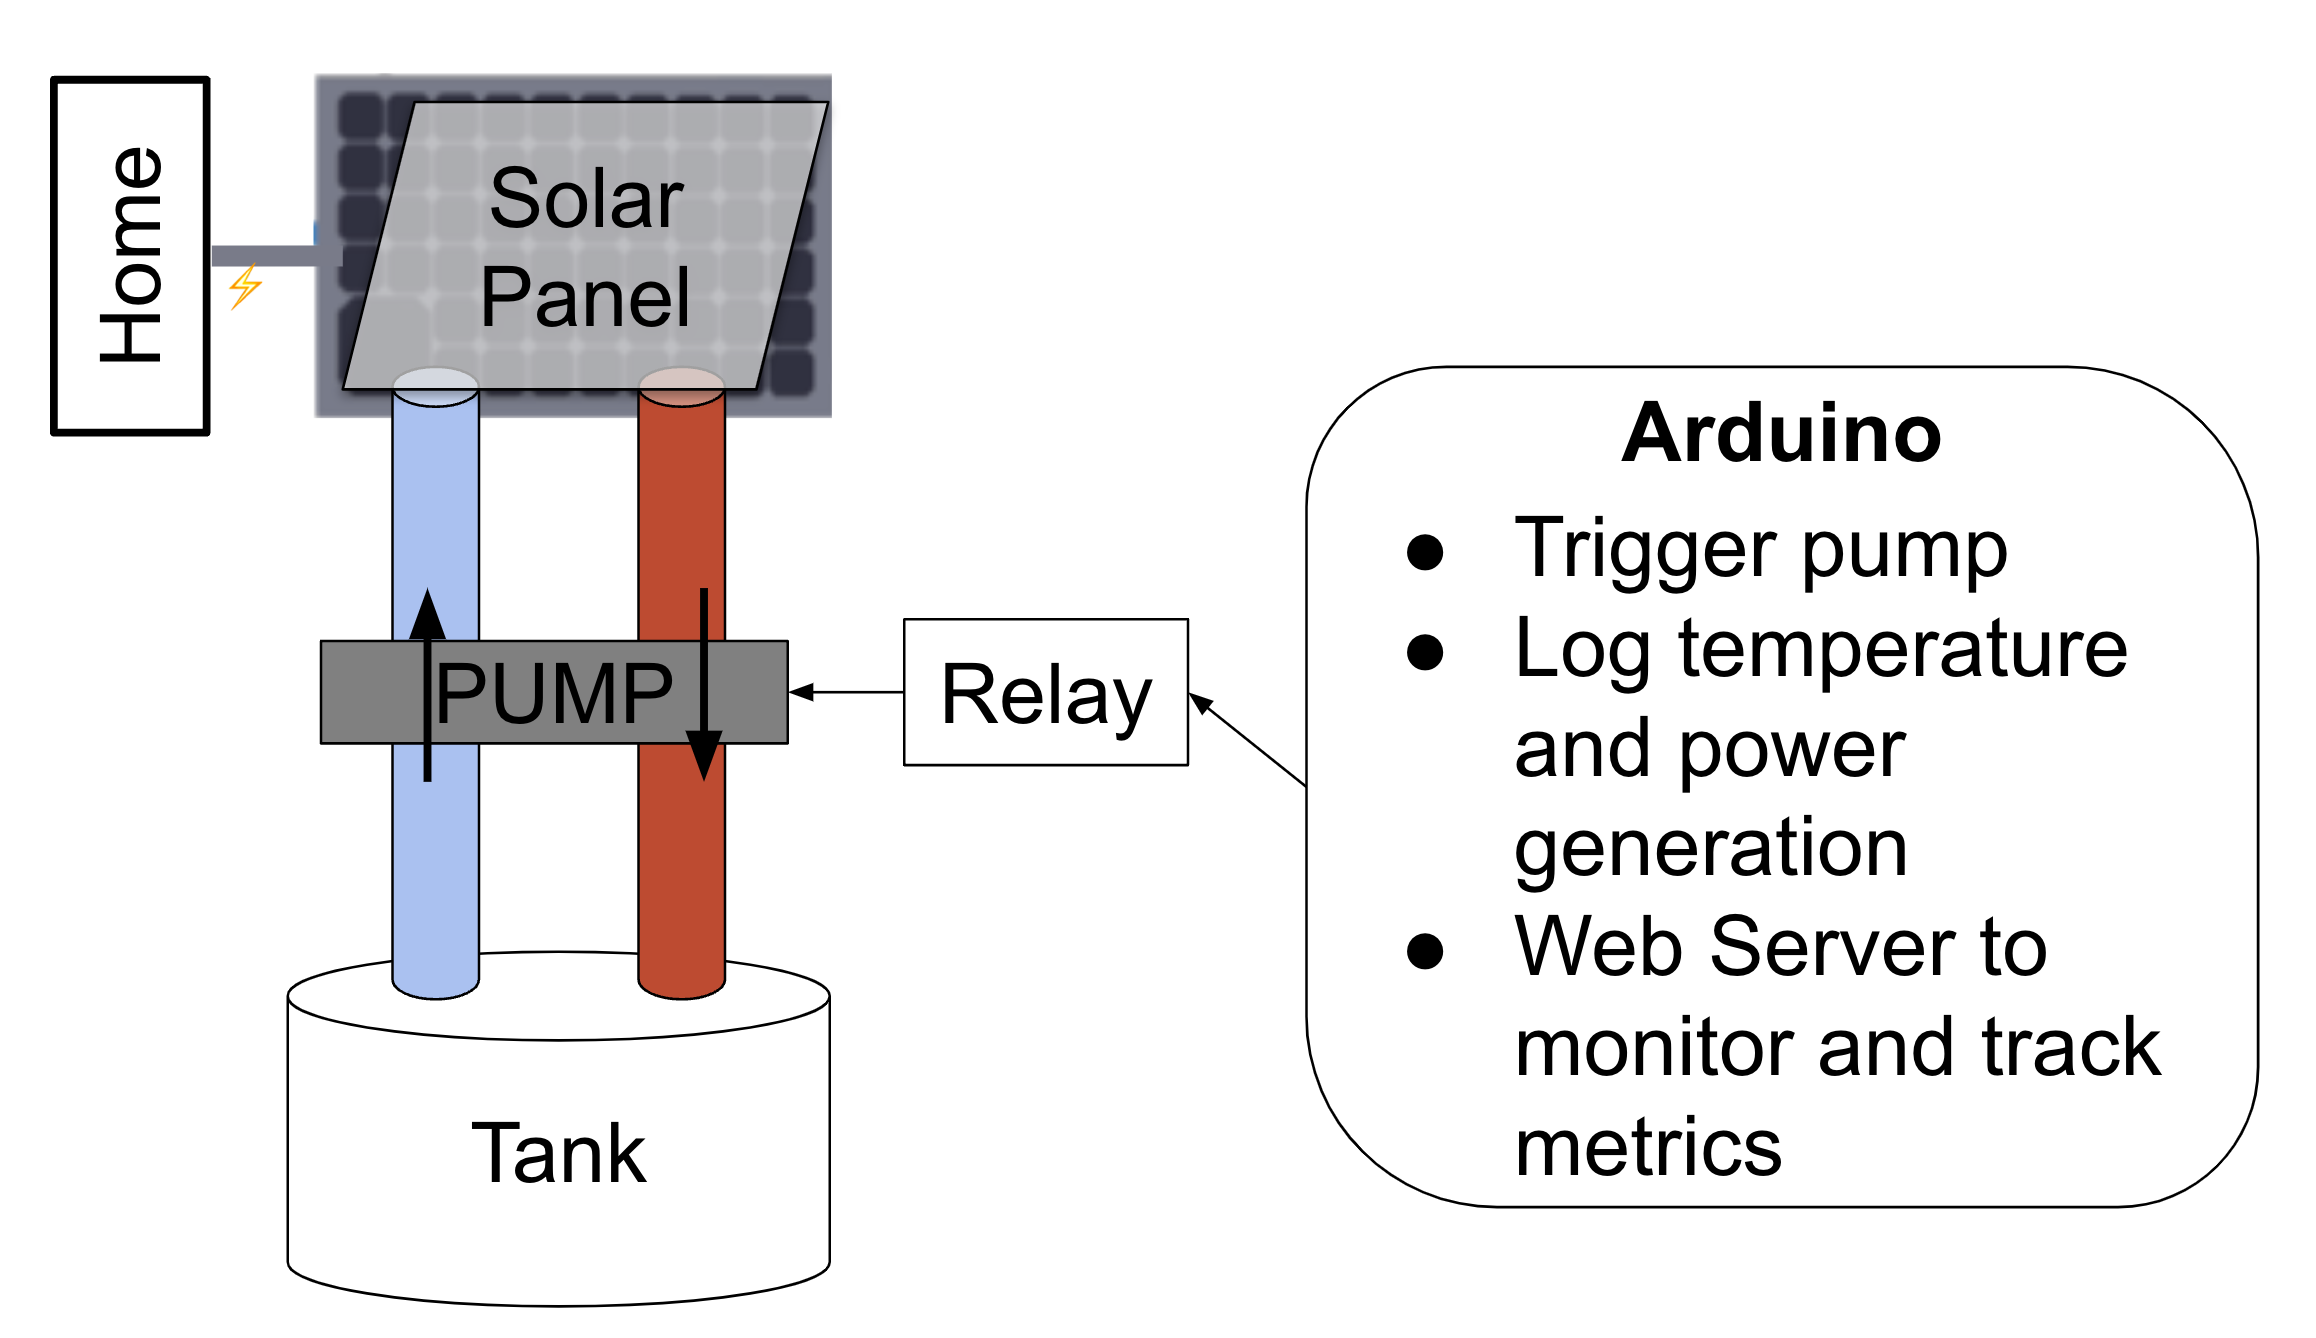 Home
Solar
Panel
PUMP
Relay
Tank
Arduino
● Trigger pump
● Log temperature
and power
generation
● Web Server to
monitor and track
metrics